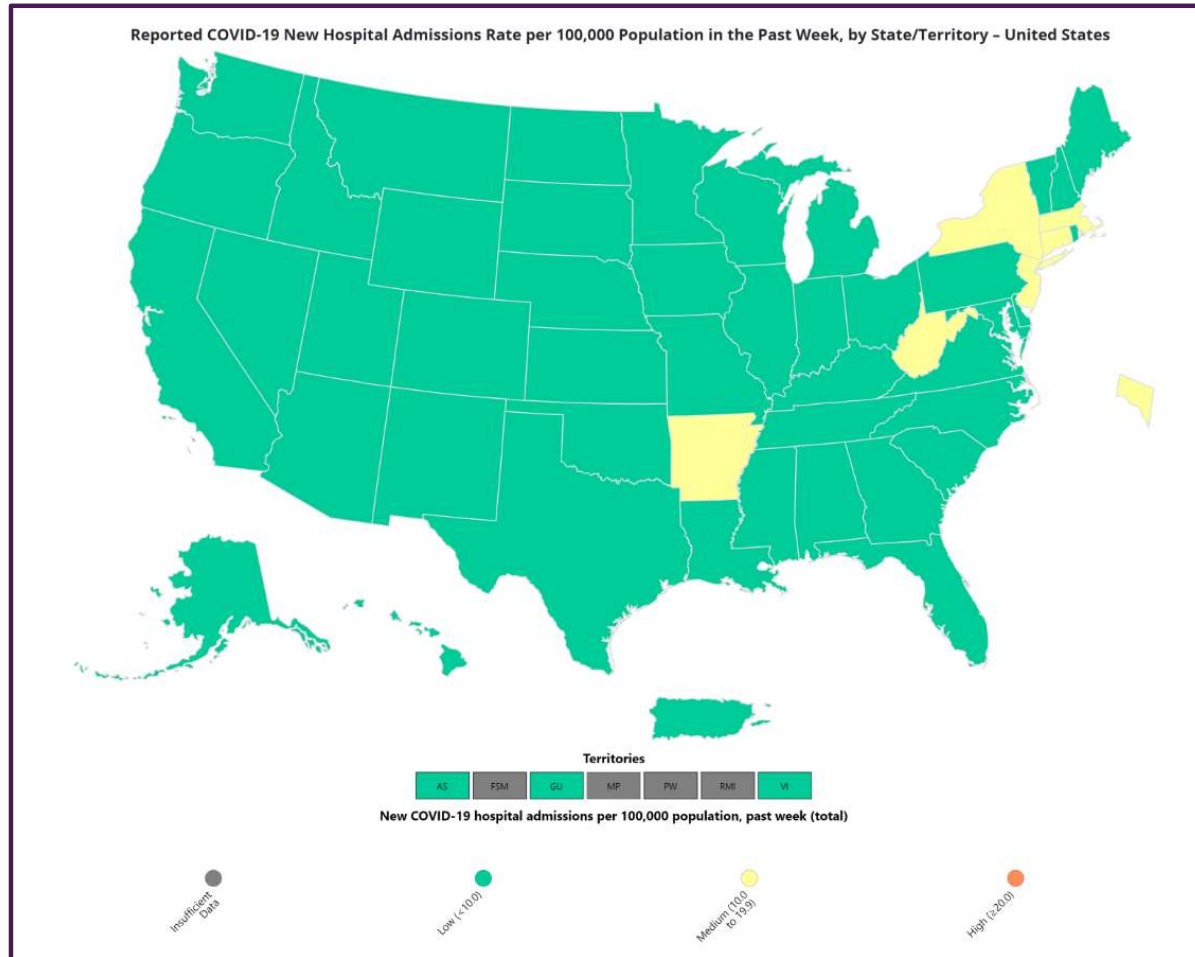 Reported COVID-19 New Hospital Admissions Rate per 100,000 Population in the Past Week, by State/Territory – United States
Territories
AS FSM GU MP PW RMI VI
New COVID-19 hospital admissions per 100,000 population, past week (total)
Insufficient
Data
Low (<10.0)
Medium (10.0
to 19.9)
High (≥20.0)